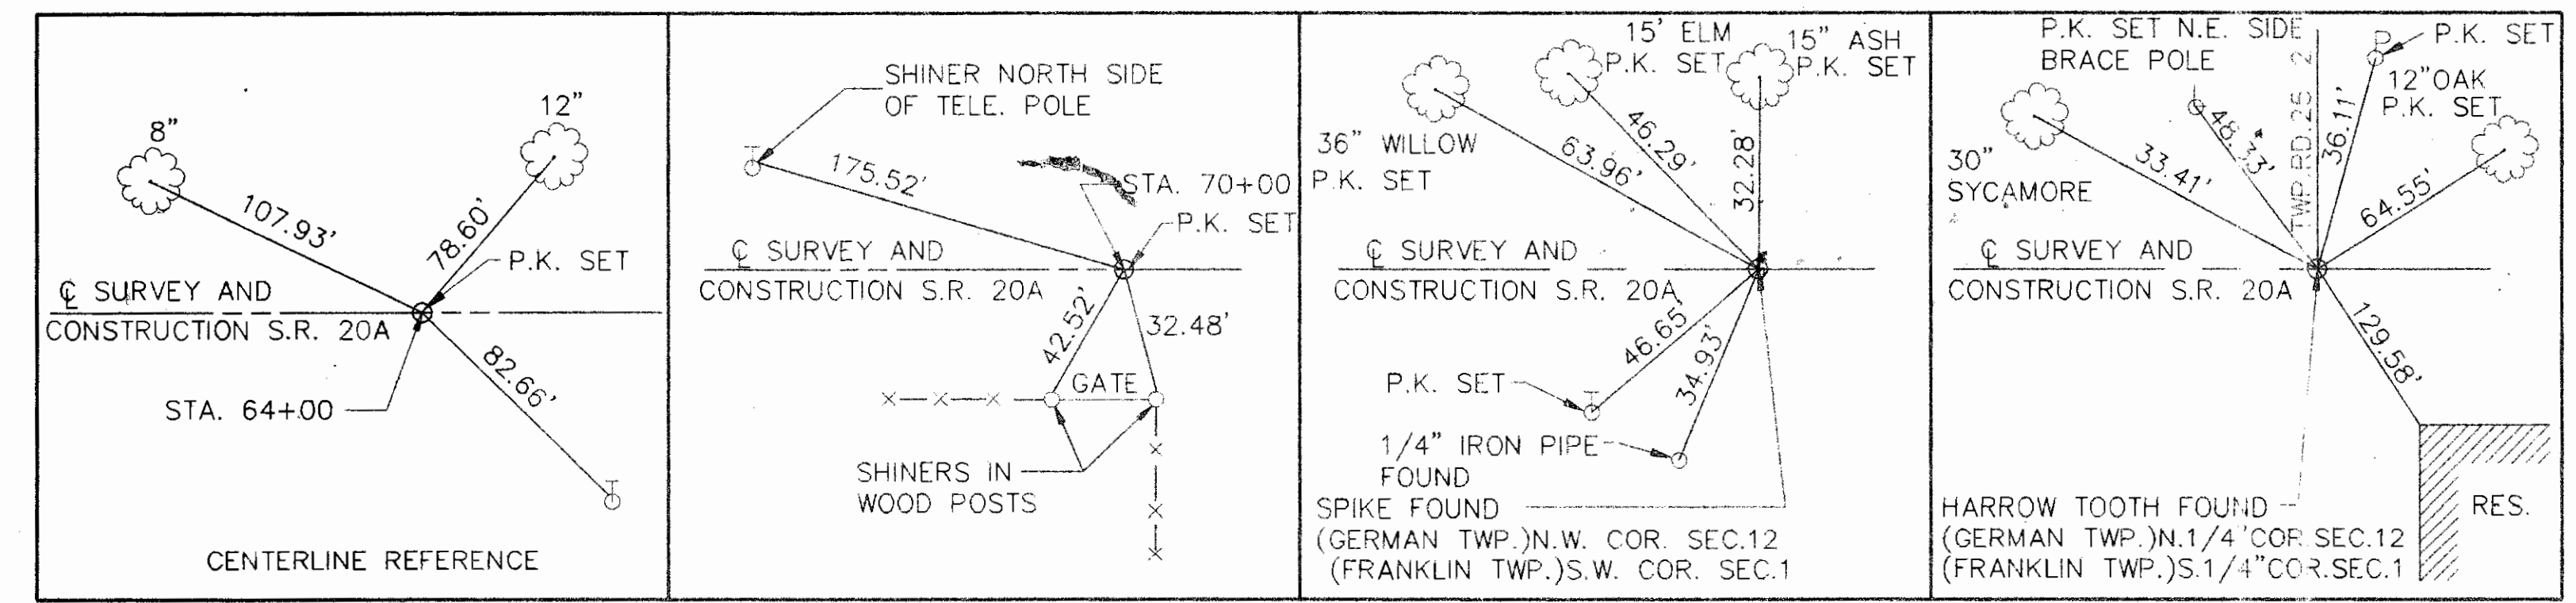 8"
12"
107.93'
78.60'
P.K. SET
℄ SURVEY AND
CONSTRUCTION S.R. 20A
82.66'
STA. 64+00
T
CENTERLINE REFERENCE
SHINER NORTH SIDE
OF TELE. POLE
T
175.52'
STA. 70+00
P.K. SET
℄ SURVEY AND
CONSTRUCTION S.R. 20A
42.52'
32.48'
GATE
SHINERS IN
WOOD POSTS
15' ELM
P.K. SET
15" ASH
P.K. SET
36" WILLOW
P.K. SET
63.96'
46.29'
32.28'
℄ SURVEY AND
CONSTRUCTION S.R. 20A
46.65'
34.93'
P.K. SET
T
1/4" IRON PIPE
FOUND
SPIKE FOUND
(GERMAN TWP.)N.W. COR. SEC.12
(FRANKLIN TWP.)S.W. COR. SEC.1
P.K. SET N.E. SIDE
BRACE POLE
P
P.K. SET
12"OAK
P.K. SET
30"
SYCAMORE
33.41'
48.33'
TWP.RD.25 2
36.11'
64.55'
℄ SURVEY AND
CONSTRUCTION S.R. 20A
129.58'
HARROW TOOTH FOUND
(GERMAN TWP.)N.1/4"COR.SEC.12
(FRANKLIN TWP.)S.1/4"COR.SEC.1
RES.